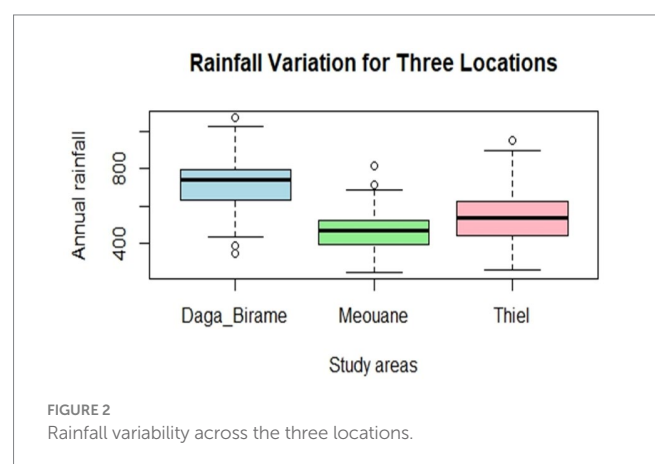 Rainfall Variation for Three Locations
Annual rainfall
800
400
Daga_Birame Meouane Thiel
Study areas
FIGURE 2
Rainfall variability across the three locations.